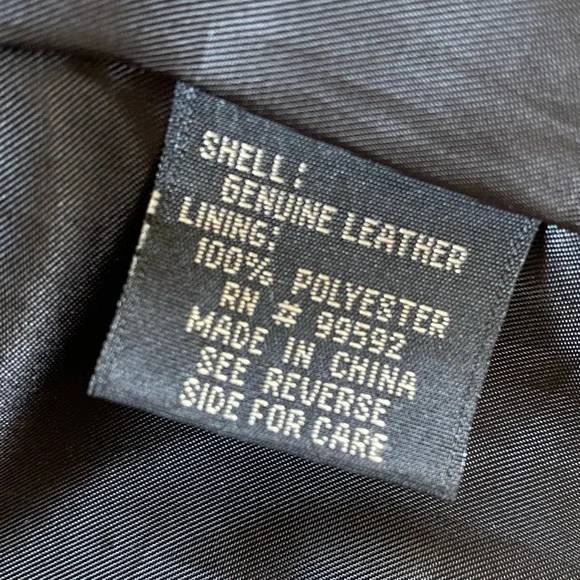 SHELL:
GENUINE LEATHER
LINING:
100% POLYESTER
RN # 99592
MADE IN CHINA
SEE REVERSE
SIDE FOR CARE